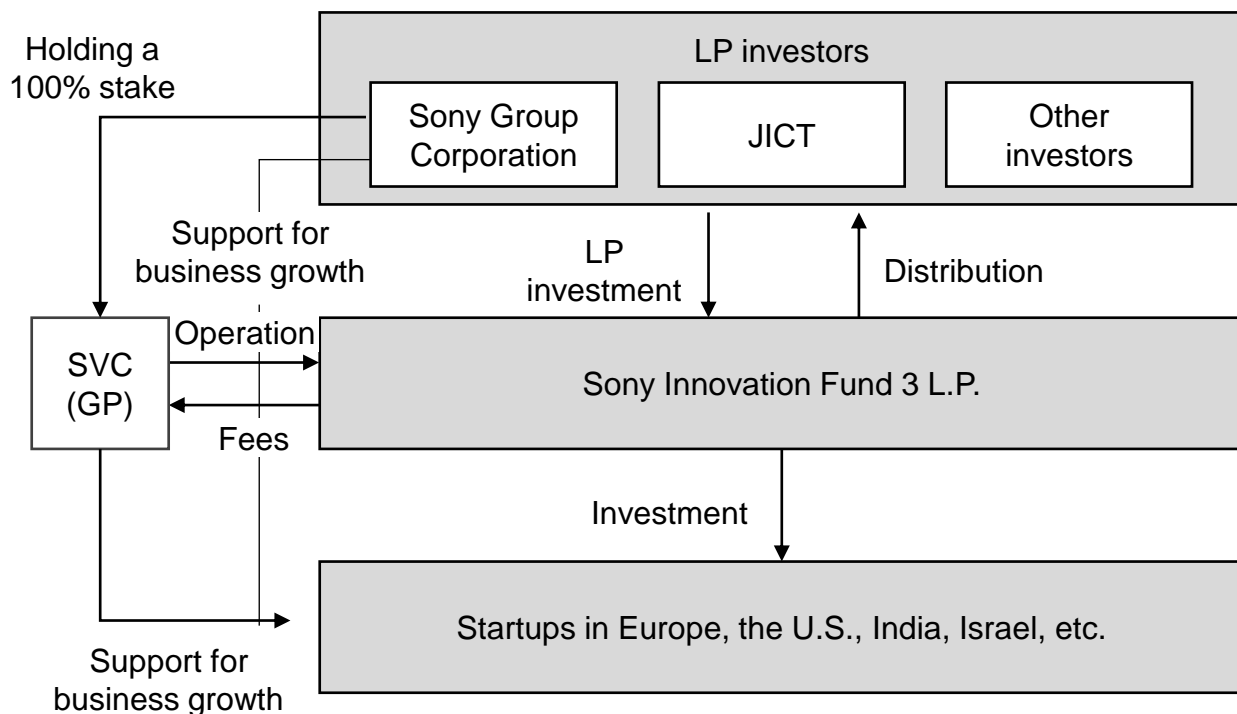 Holding a
100% stake
LP investors
Sony Group
Corporation
JICT
Other
investors
Support for
business growth
LP
investment
Distribution
SVC
(GP)
Operation
Fees
Sony Innovation Fund 3 L.P.
Investment
Startups in Europe, the U.S., India, Israel, etc.
Support for
business growth